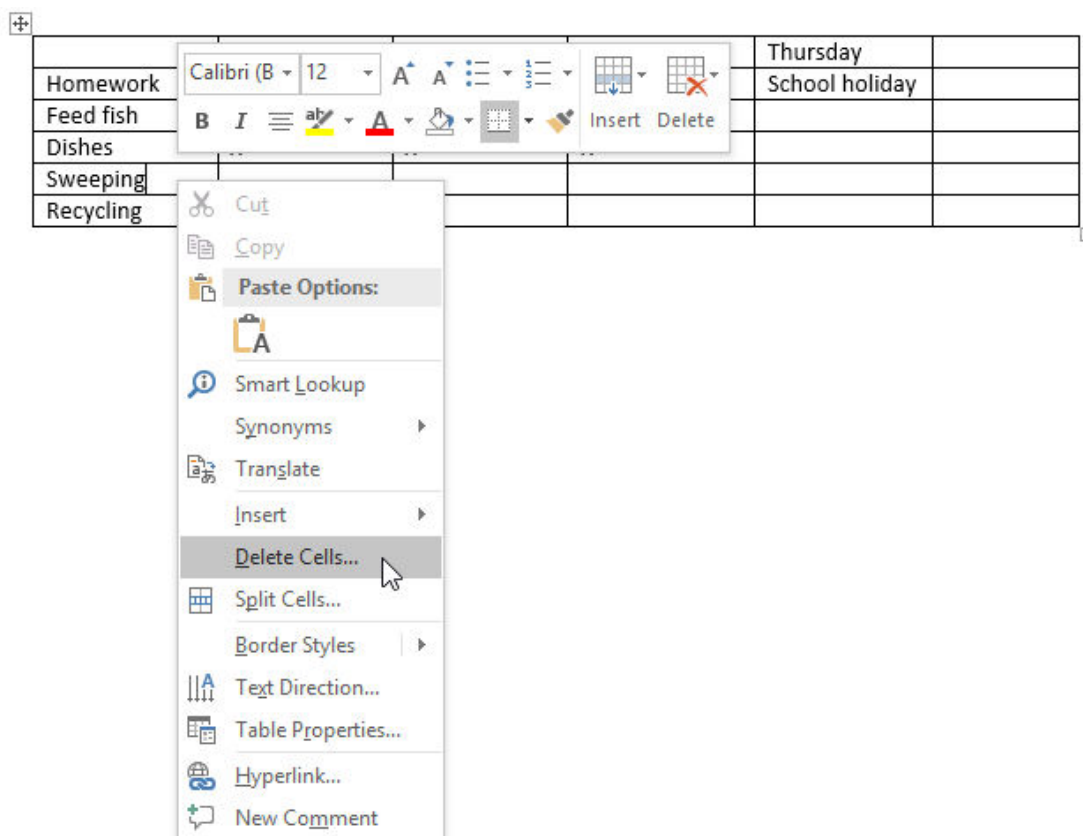 Thursday
Calibri (B 12
Homework School holiday
Feed fish B I Insert Delete
Dishes
Sweeping
Recycling
Cut
Copy
Paste Options:
Smart Lookup
Synonyms
Translate
Insert
Delete Cells...
Split Cells...
Border Styles
Text Direction...
Table Properties...
Hyperlink...
New Comment